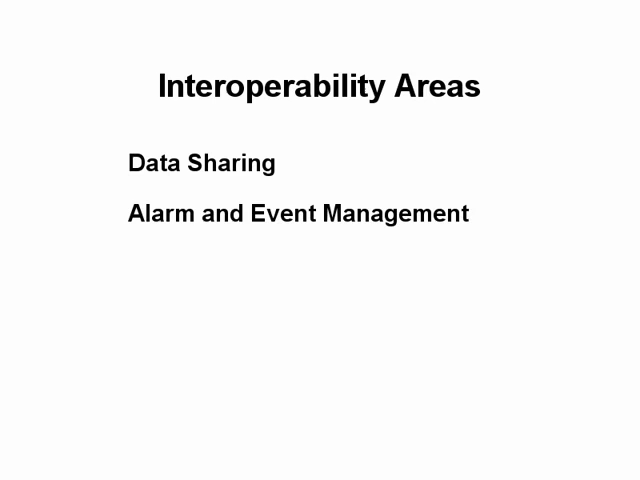 Interoperability Areas
Data Sharing
Alarm and Event Management